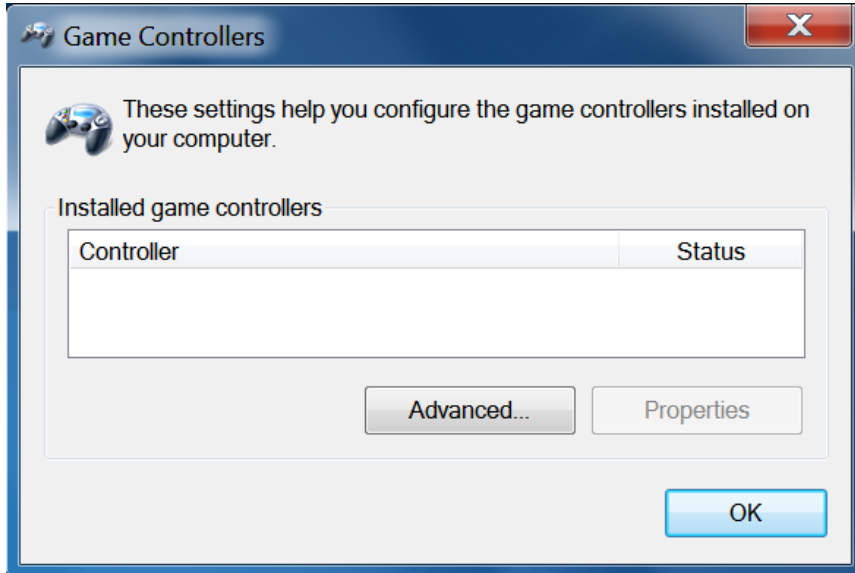 Game Controllers
X
These settings help you configure the game controllers installed on
your computer.
Installed game controllers
Controller Status
Advanced... Properties
OK